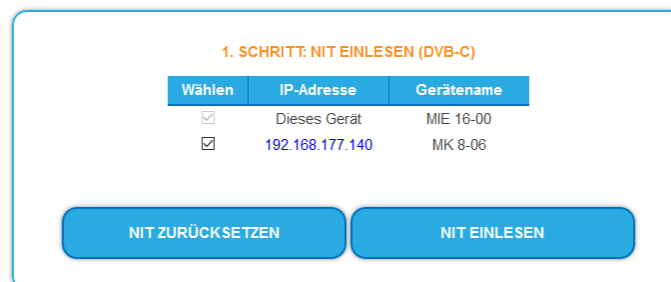 1. SCHRITT: NIT EINLESEN (DVB-C)
Wählen IP-Adresse Gerätename
Dieses Gerät MIE 16-00
192.168.177.140 MK 8-06
NIT ZURÜCKSETZEN NIT EINLESEN